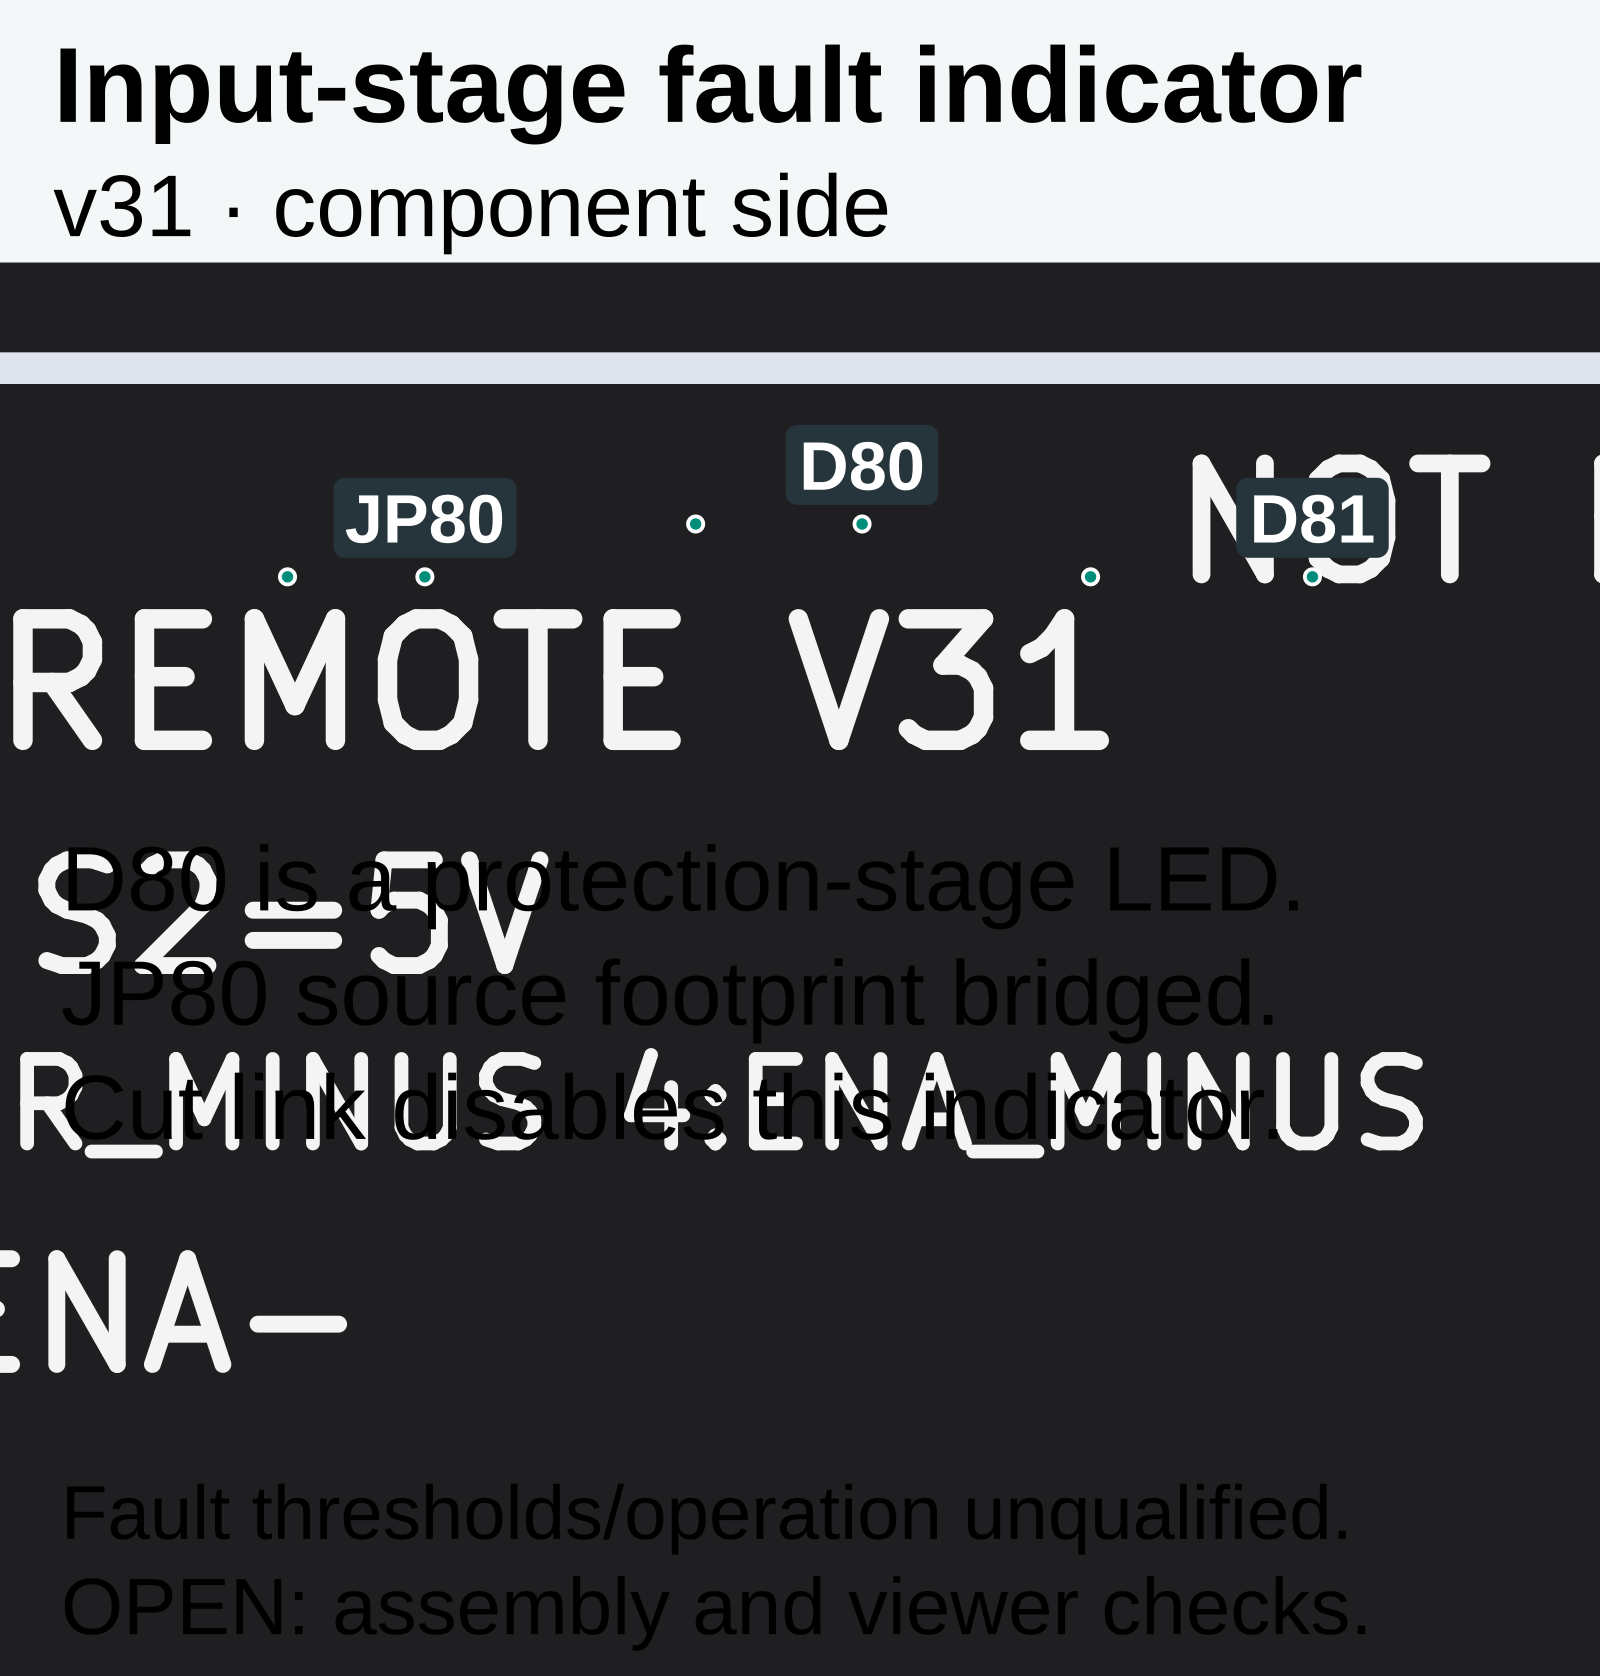 Input-stage fault indicator
v31 · component side
D80
NOT
JP80
D81
REMOTE V31
D80 is a protection-stage LED.
S2=5V
JP80 source footprint bridged.
R_MINUS 4:ENA_MINUS
Cut link disables this indicator.
ENA-
Fault thresholds/operation unqualified.
OPEN: assembly and viewer checks.